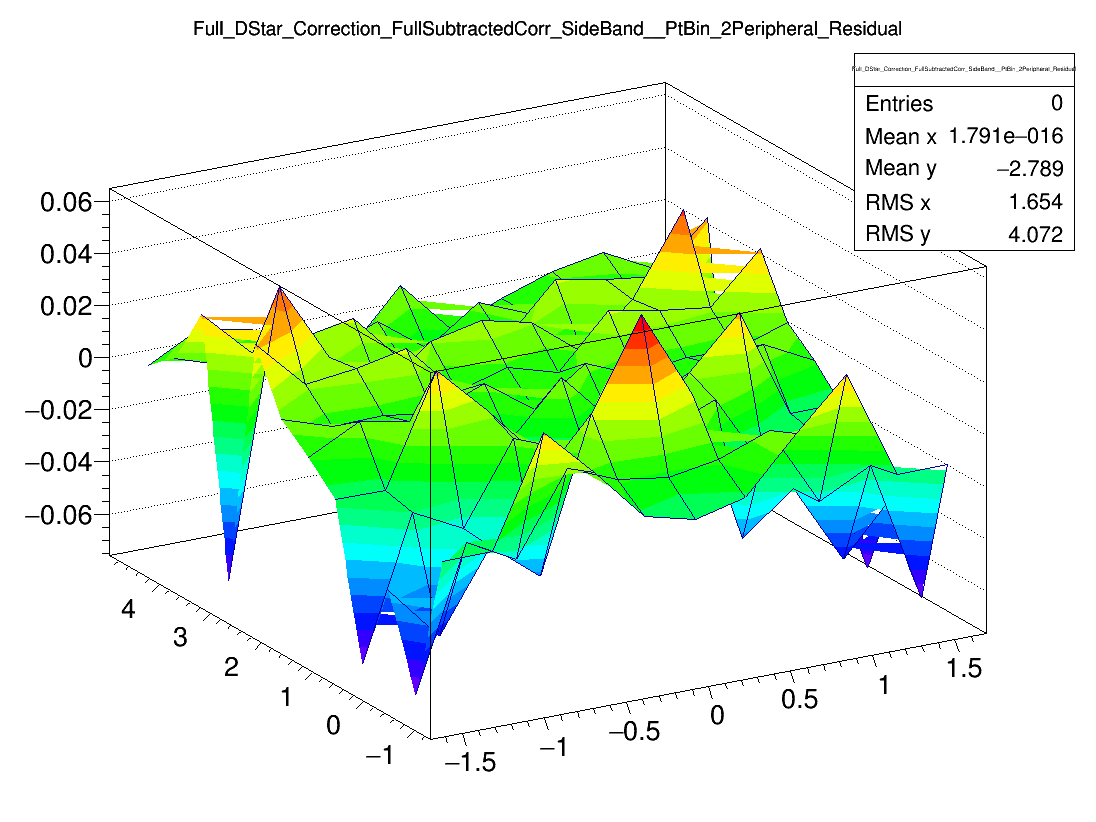 Full_DStar_Correction_FullSubtractedCorr_SideBand__PtBin_2Peripheral_Residual
Full_DStar_Correction_FullSubtractedCorr_SideBand__PtBin_2Peripheral_Residual
Entries 0
Mean x 1.791e−016
Mean y −2.789
RMS x 1.654
RMS y 4.072
0.06
0.04
0.02
0
−0.02
−0.04
−0.06
4
3
2
1
0
−1
−1.5
−1
−0.5
0
0.5
1
1.5